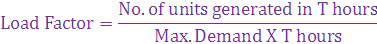 Load Factor = No. of units generated in T hours / Max. Demand X T hours